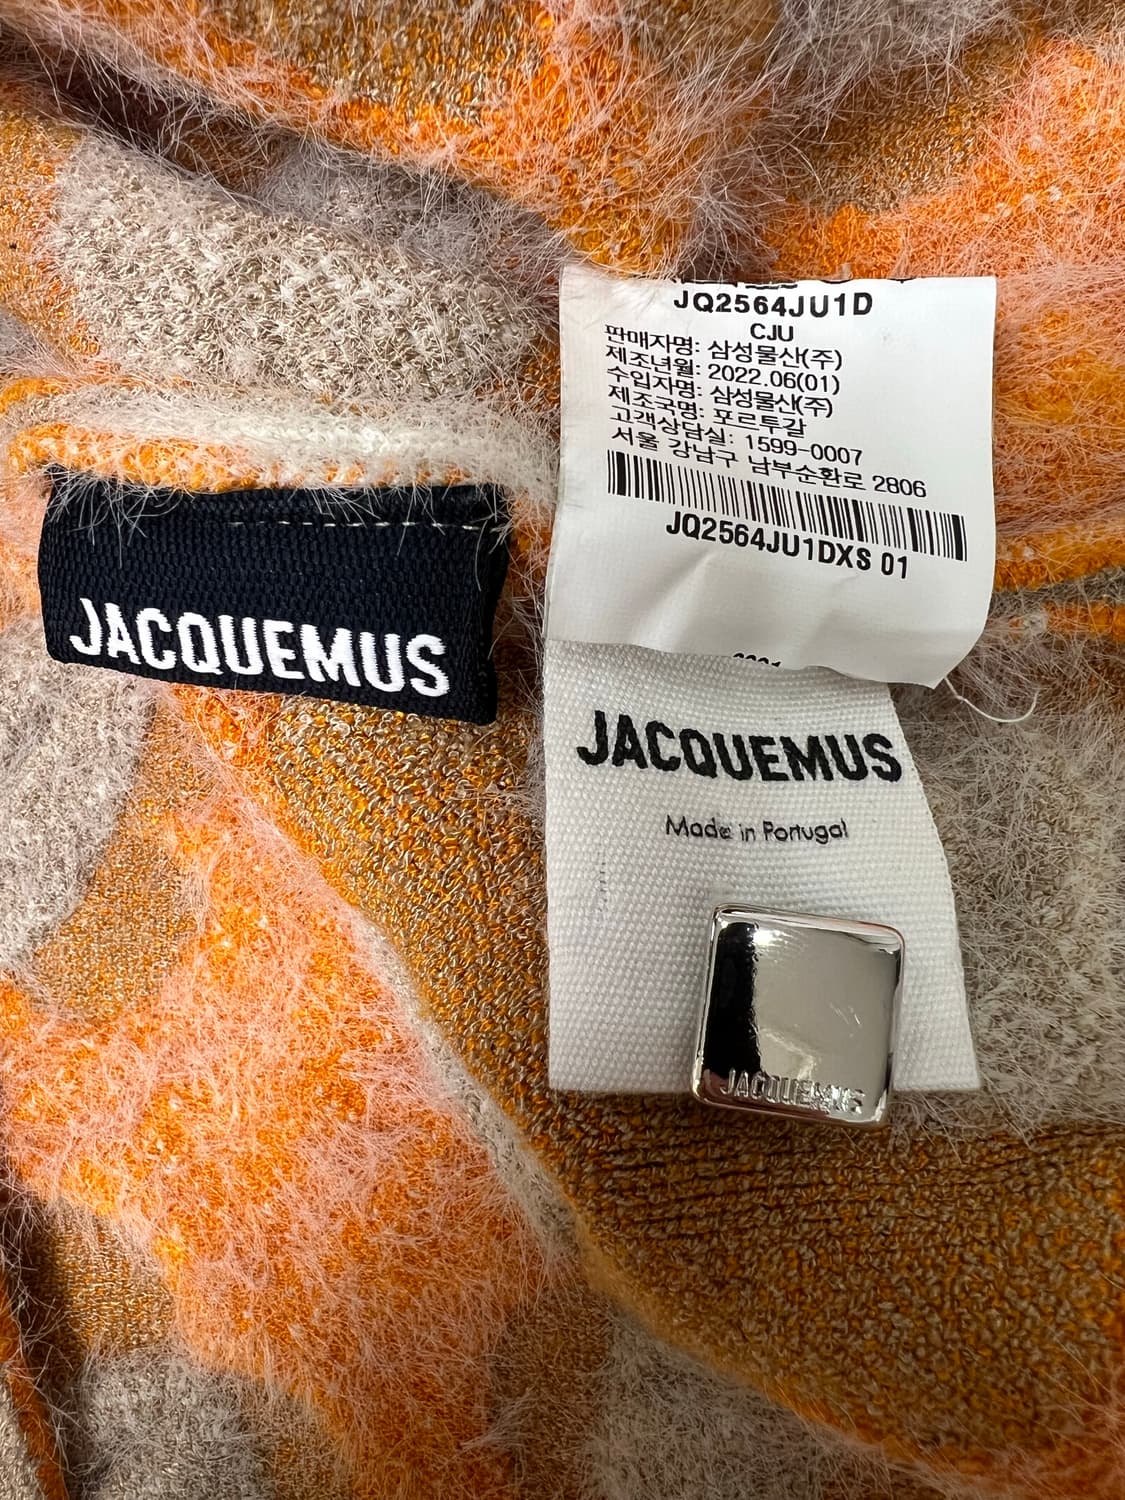 JQ2564JU1D
CJU
판매자명: 삼성물산(주)
제조년월: 2022.06(01)
수입자명: 삼성물산(주)
제조국명: 포르투갈
고객상담실: 1599-0007
서울 강남구 남부순환로 2806
JQ2564JU1DXS 01
JACQUEMUS
JACQUEMUS
Made in Portugal
JACQUEMUS